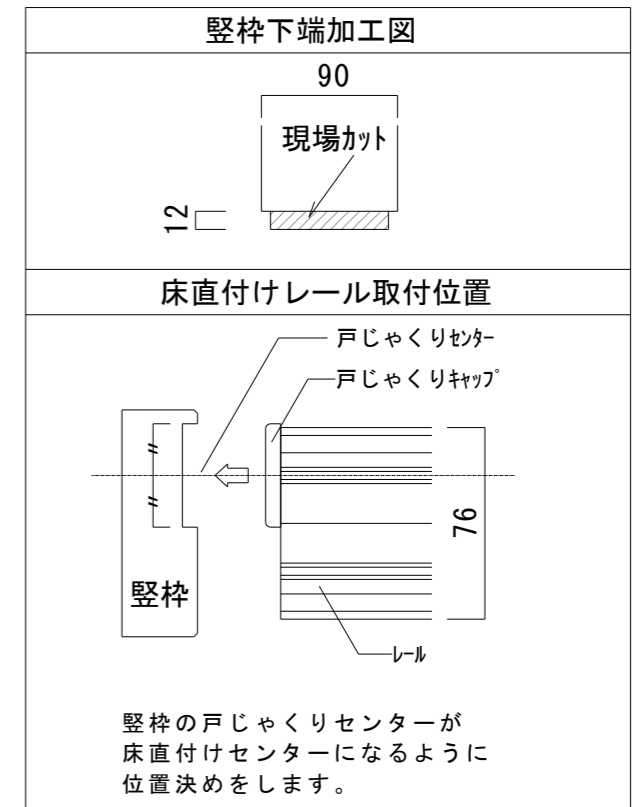 竪枠下端加工図
90
現場ｶｯﾄ
12
床直付けレール取付位置
戸じゃくりｾﾝﾀｰ
戸じゃくりｷｬｯﾌﾟ
〃
〃
76
竪枠
ﾚｰﾙ
竪枠の戸じゃくりセンターが
床直付けセンターになるように
位置決めをします。